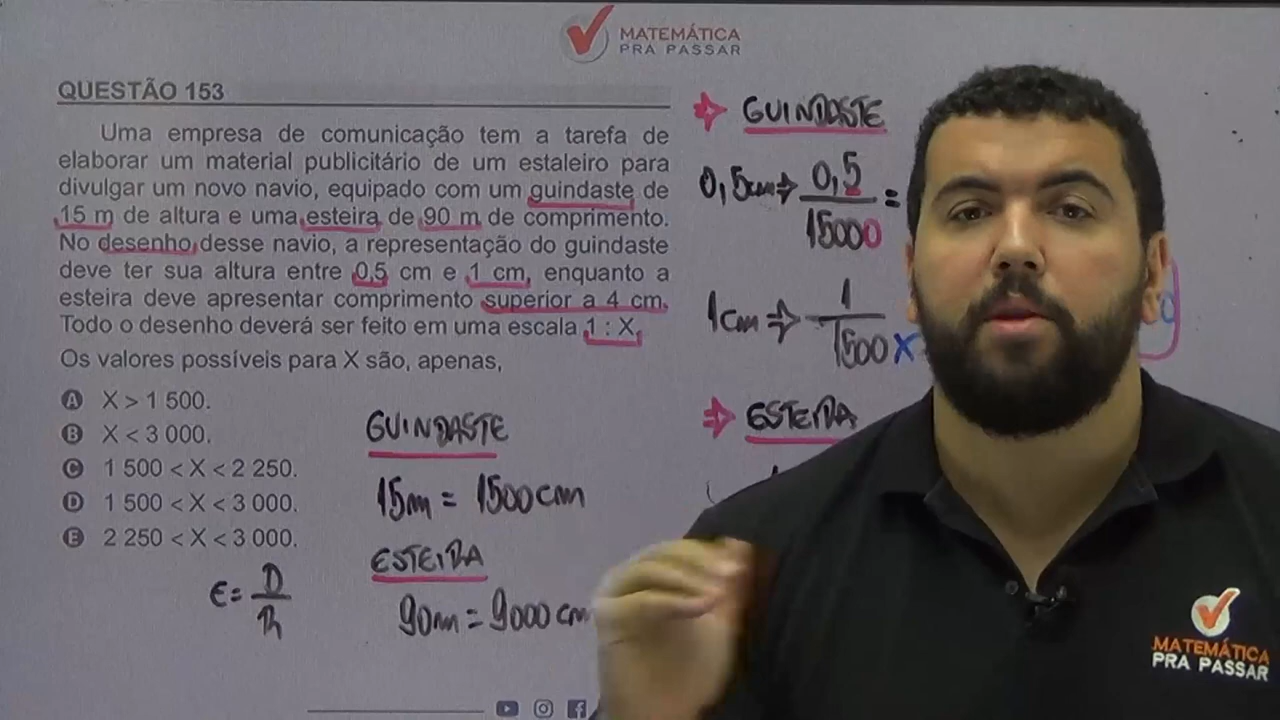 MATEMÁTICA
PRA PASSAR
QUESTÃO 153
Uma empresa de comunicação tem a tarefa de
elaborar um material publicitário de um estaleiro para
divulgar um novo navio, equipado com um guindaste de
15 m de altura e uma esteira de 90 m de comprimento.
No desenho desse navio, a representação do guindaste
deve ter sua altura entre 0,5 cm e 1 cm, enquanto a
esteira deve apresentar comprimento superior a 4 cm.
Todo o desenho deverá ser feito em uma escala 1 : X.
Os valores possíveis para X são, apenas,
A X > 1 500.
B X < 3 000.
C 1 500 < X < 2 250.
D 1 500 < X < 3 000.
E 2 250 < X < 3 000.
E = D
R
GUINDASTE
15m = 1500cm
ESTEIRA
90m = 9000cm
⇒ GUINDASTE
0,5cm ⇒ 0,5 =
15000
1cm ⇒ 1
1500 X
⇒ ESTEIRA
MATEMÁTICA
PRA PASSAR